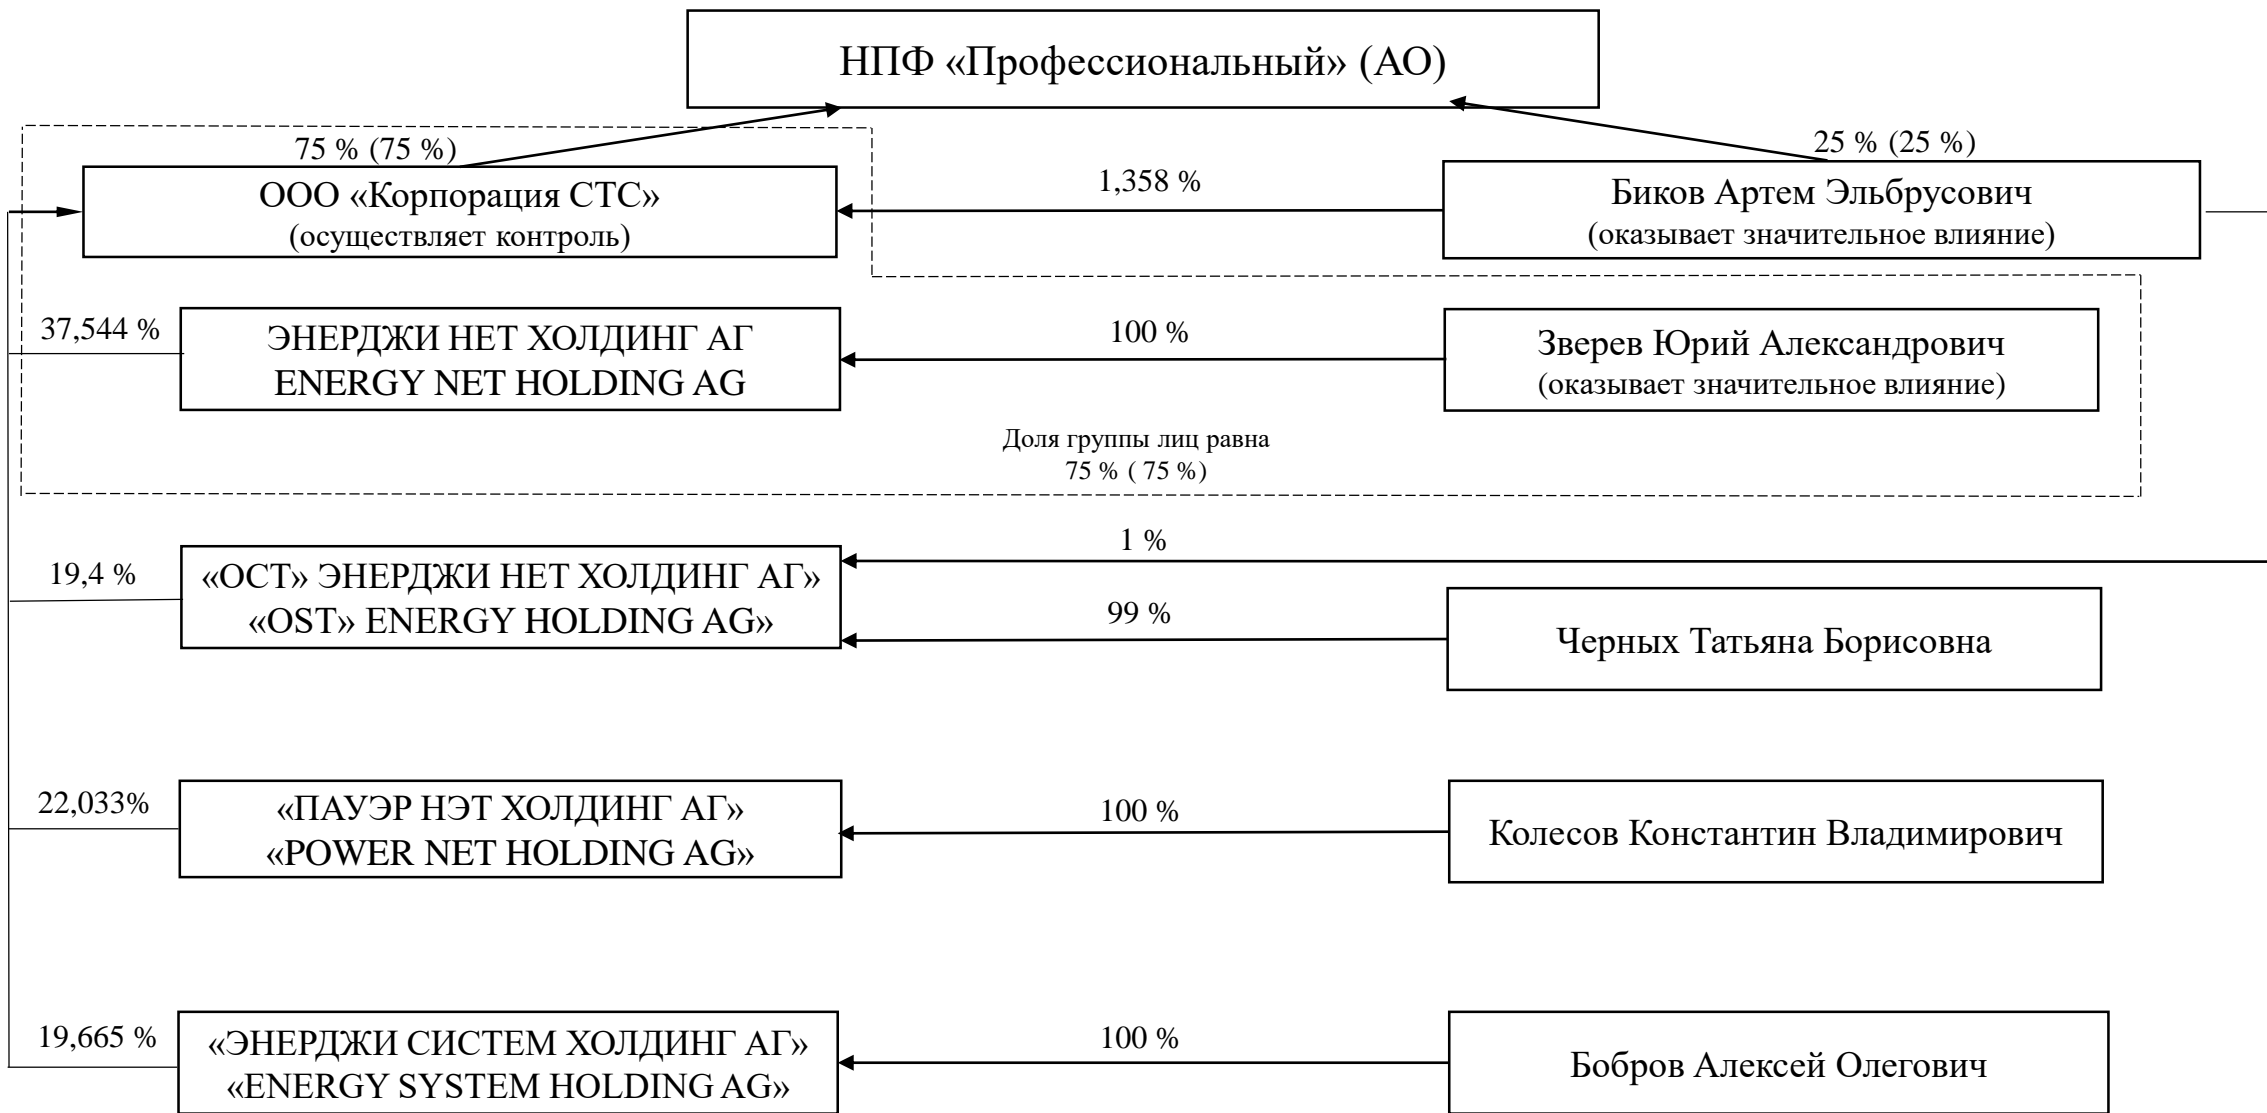 НПФ «Профессиональный» (АО)
75 % (75 %)
25 % (25 %)
ООО «Корпорация СТС»
(осуществляет контроль)
1,358 %
Биков Артем Эльбрусович
(оказывает значительное влияние)
37,544 %
ЭНЕРДЖИ НЕТ ХОЛДИНГ АГ
ENERGY NET HOLDING AG
100 %
Зверев Юрий Александрович
(оказывает значительное влияние)
Доля группы лиц равна
75 % ( 75 %)
19,4 %
«ОСТ» ЭНЕРДЖИ НЕТ ХОЛДИНГ АГ»
«OST» ENERGY HOLDING AG»
1 %
99 %
Черных Татьяна Борисовна
22,033%
«ПАУЭР НЭТ ХОЛДИНГ АГ»
«POWER NET HOLDING AG»
100 %
Колесов Константин Владимирович
19,665 %
«ЭНЕРДЖИ СИСТЕМ ХОЛДИНГ АГ»
«ENERGY SYSTEM HOLDING AG»
100 %
Бобров Алексей Олегович